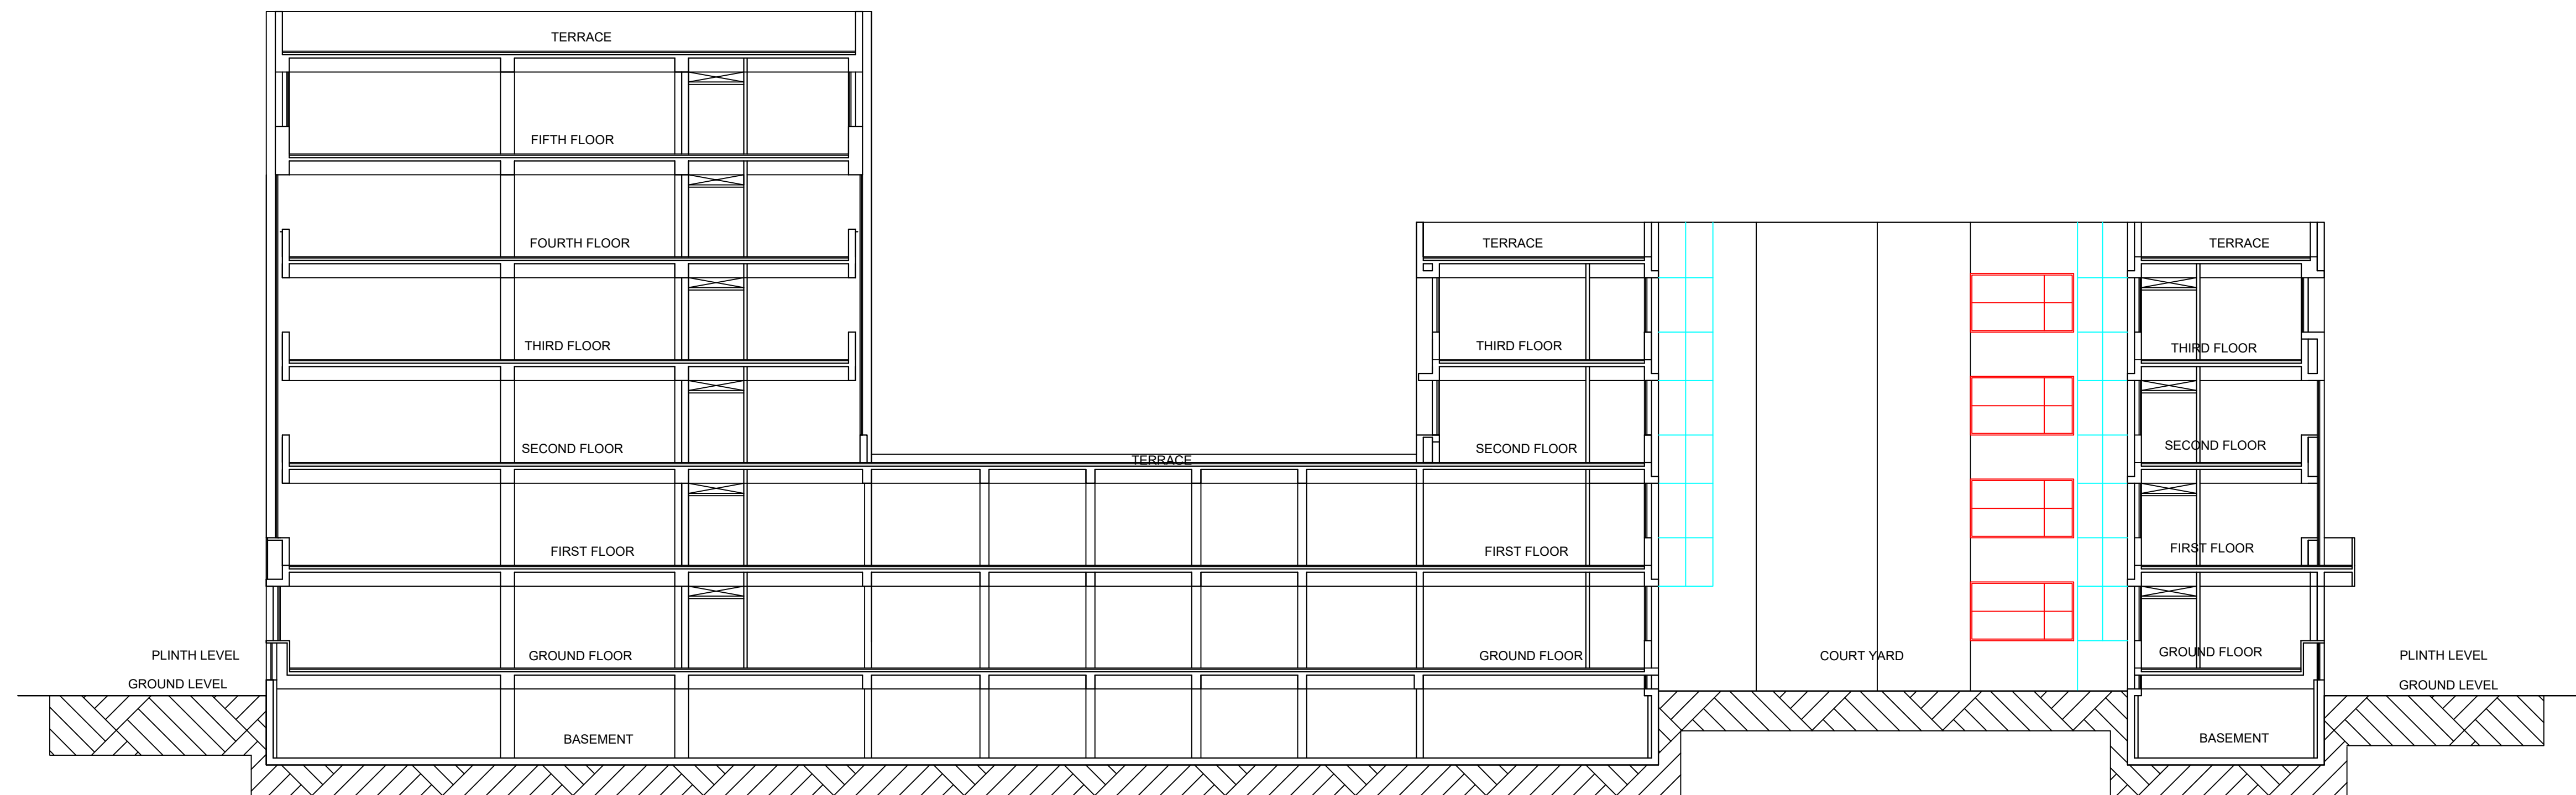 TERRACE
FIFTH FLOOR
FOURTH FLOOR
TERRACE
TERRACE
THIRD FLOOR
THIRD FLOOR
THIRD FLOOR
SECOND FLOOR
TERRACE
SECOND FLOOR
SECOND FLOOR
FIRST FLOOR
FIRST FLOOR
FIRST FLOOR
PLINTH LEVEL
GROUND FLOOR
GROUND FLOOR
COURT YARD
GROUND FLOOR
PLINTH LEVEL
GROUND LEVEL
GROUND LEVEL
BASEMENT
BASEMENT